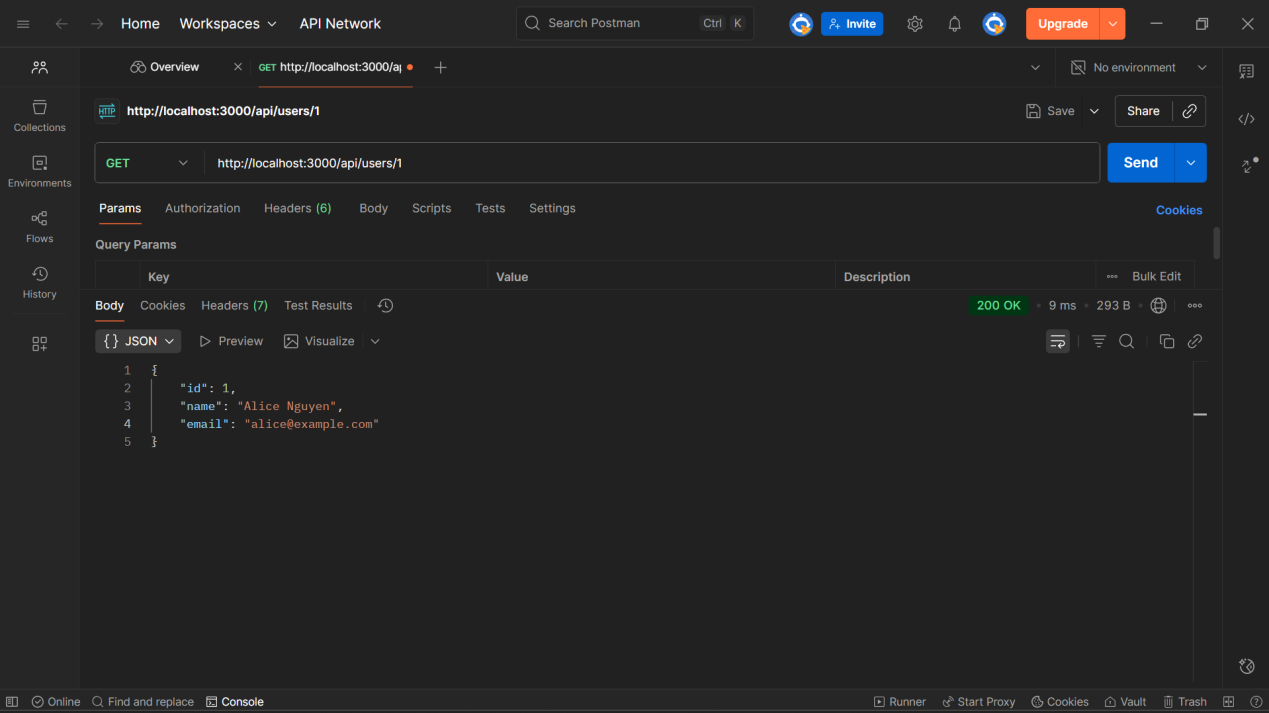 Home Workspaces API Network Search Postman Ctrl K Invite Upgrade
Overview GET http://localhost:3000/ap No environment
HTTP http://localhost:3000/api/users/1 Save Share
GET http://localhost:3000/api/users/1 Send
Params Authorization Headers (6) Body Scripts Tests Settings Cookies
Query Params
Key Value Description Bulk Edit
Body Cookies Headers (7) Test Results 200 OK 9 ms 293 B
{} JSON Preview Visualize
1 {
2 "id": 1,
3 "name": "Alice Nguyen",
4 "email": "alice@example.com"
5 }
Collections
Environments
Flows
History
Online Find and replace Console Runner Start Proxy Cookies Vault Trash